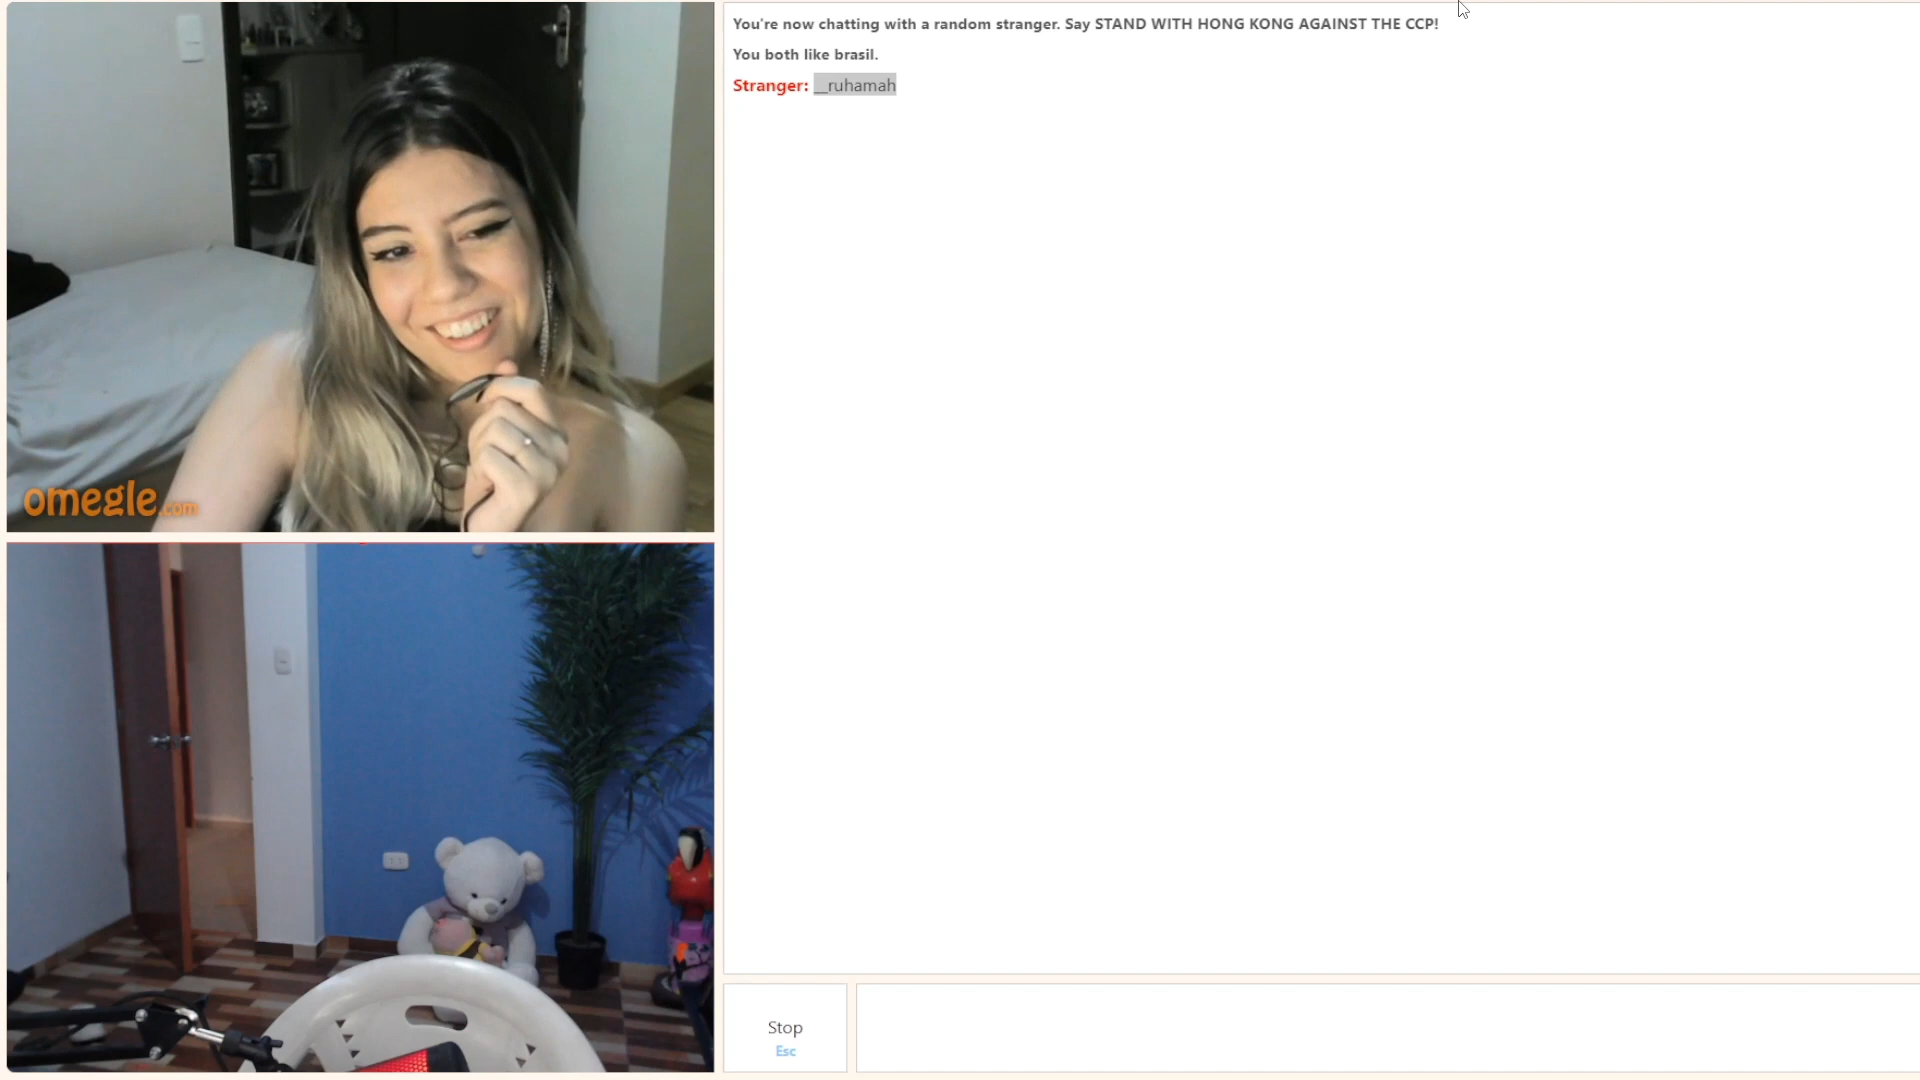 You're now chatting with a random stranger. Say STAND WITH HONG KONG AGAINST THE CCP!
You both like brasil.
Stranger: __ruhamah
omegle.com
Stop
Esc